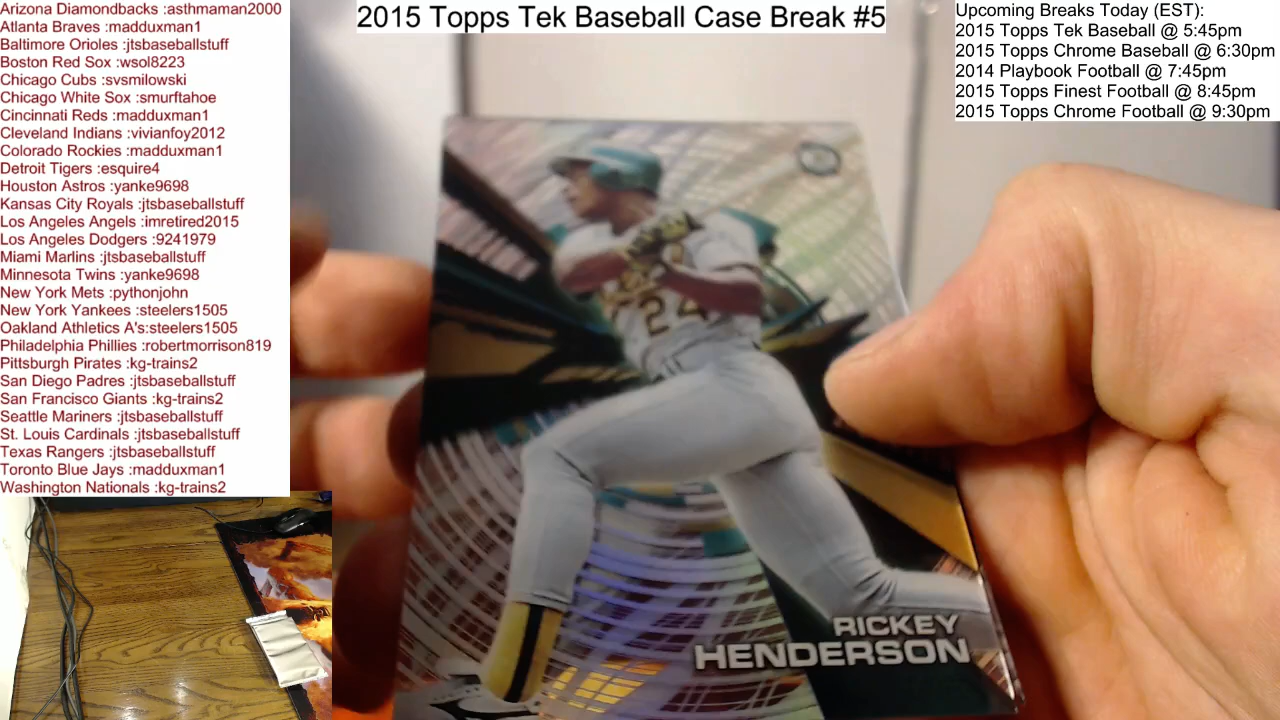 Arizona Diamondbacks :asthmaman2000
Atlanta Braves :madduxman1
Baltimore Orioles :jtsbaseballstuff
Boston Red Sox :wsol8223
Chicago Cubs :svsmilowski
Chicago White Sox :smurftahoe
Cincinnati Reds :madduxman1
Cleveland Indians :vivianfoy2012
Colorado Rockies :madduxman1
Detroit Tigers :esquire4
Houston Astros :yanke9698
Kansas City Royals :jtsbaseballstuff
Los Angeles Angels :imretired2015
Los Angeles Dodgers :9241979
Miami Marlins :jtsbaseballstuff
Minnesota Twins :yanke9698
New York Mets :pythonjohn
New York Yankees :steelers1505
Oakland Athletics A's:steelers1505
Philadelphia Phillies :robertmorrison819
Pittsburgh Pirates :kg-trains2
San Diego Padres :jtsbaseballstuff
San Francisco Giants :kg-trains2
Seattle Mariners :jtsbaseballstuff
St. Louis Cardinals :jtsbaseballstuff
Texas Rangers :jtsbaseballstuff
Toronto Blue Jays :madduxman1
Washington Nationals :kg-trains2
2015 Topps Tek Baseball Case Break #5
Upcoming Breaks Today (EST):
2015 Topps Tek Baseball @ 5:45pm
2015 Topps Chrome Baseball @ 6:30pm
2014 Playbook Football @ 7:45pm
2015 Topps Finest Football @ 8:45pm
2015 Topps Chrome Football @ 9:30pm
24
RICKEY
HENDERSON